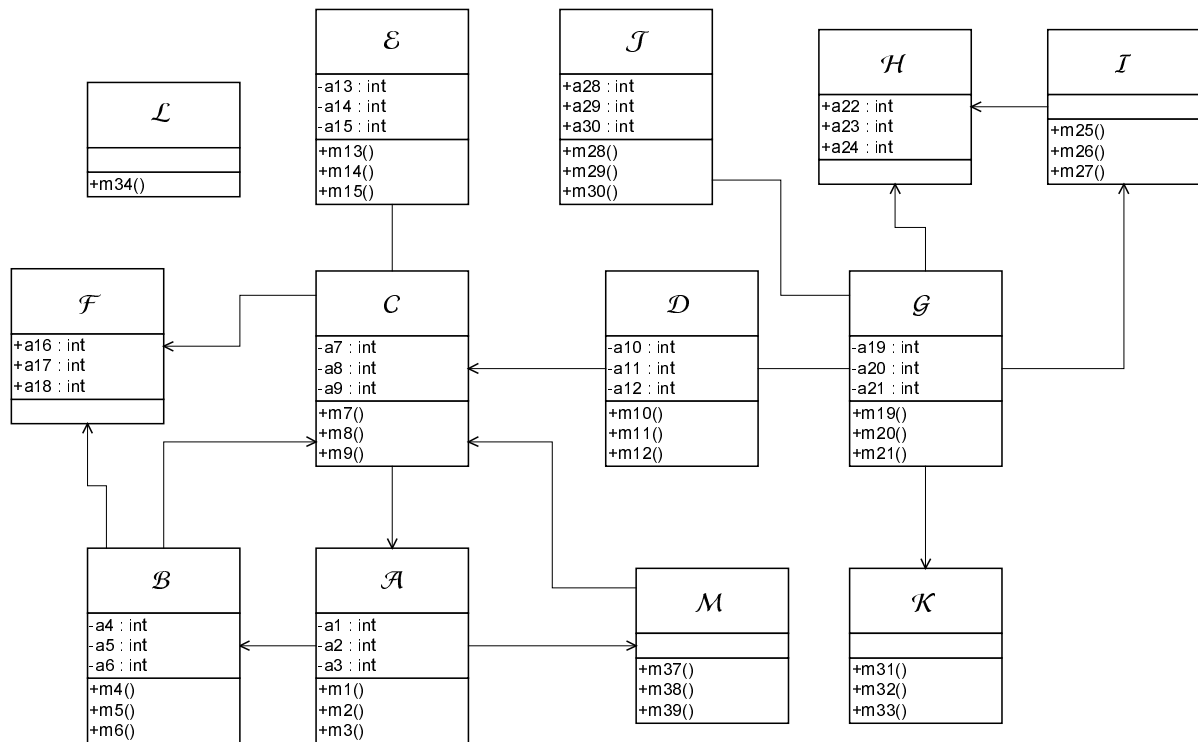 ℰ
-a13 : int
-a14 : int
-a15 : int
+m13()
+m14()
+m15()
𝒥
+a28 : int
+a29 : int
+a30 : int
+m28()
+m29()
+m30()
ℋ
+a22 : int
+a23 : int
+a24 : int
ℐ
+m25()
+m26()
+m27()
ℒ
+m34()
ℱ
+a16 : int
+a17 : int
+a18 : int
𝒞
-a7 : int
-a8 : int
-a9 : int
+m7()
+m8()
+m9()
𝒟
-a10 : int
-a11 : int
-a12 : int
+m10()
+m11()
+m12()
𝒢
-a19 : int
-a20 : int
-a21 : int
+m19()
+m20()
+m21()
ℬ
-a4 : int
-a5 : int
-a6 : int
+m4()
+m5()
+m6()
𝒜
-a1 : int
-a2 : int
-a3 : int
+m1()
+m2()
+m3()
ℳ
+m37()
+m38()
+m39()
𝒦
+m31()
+m32()
+m33()